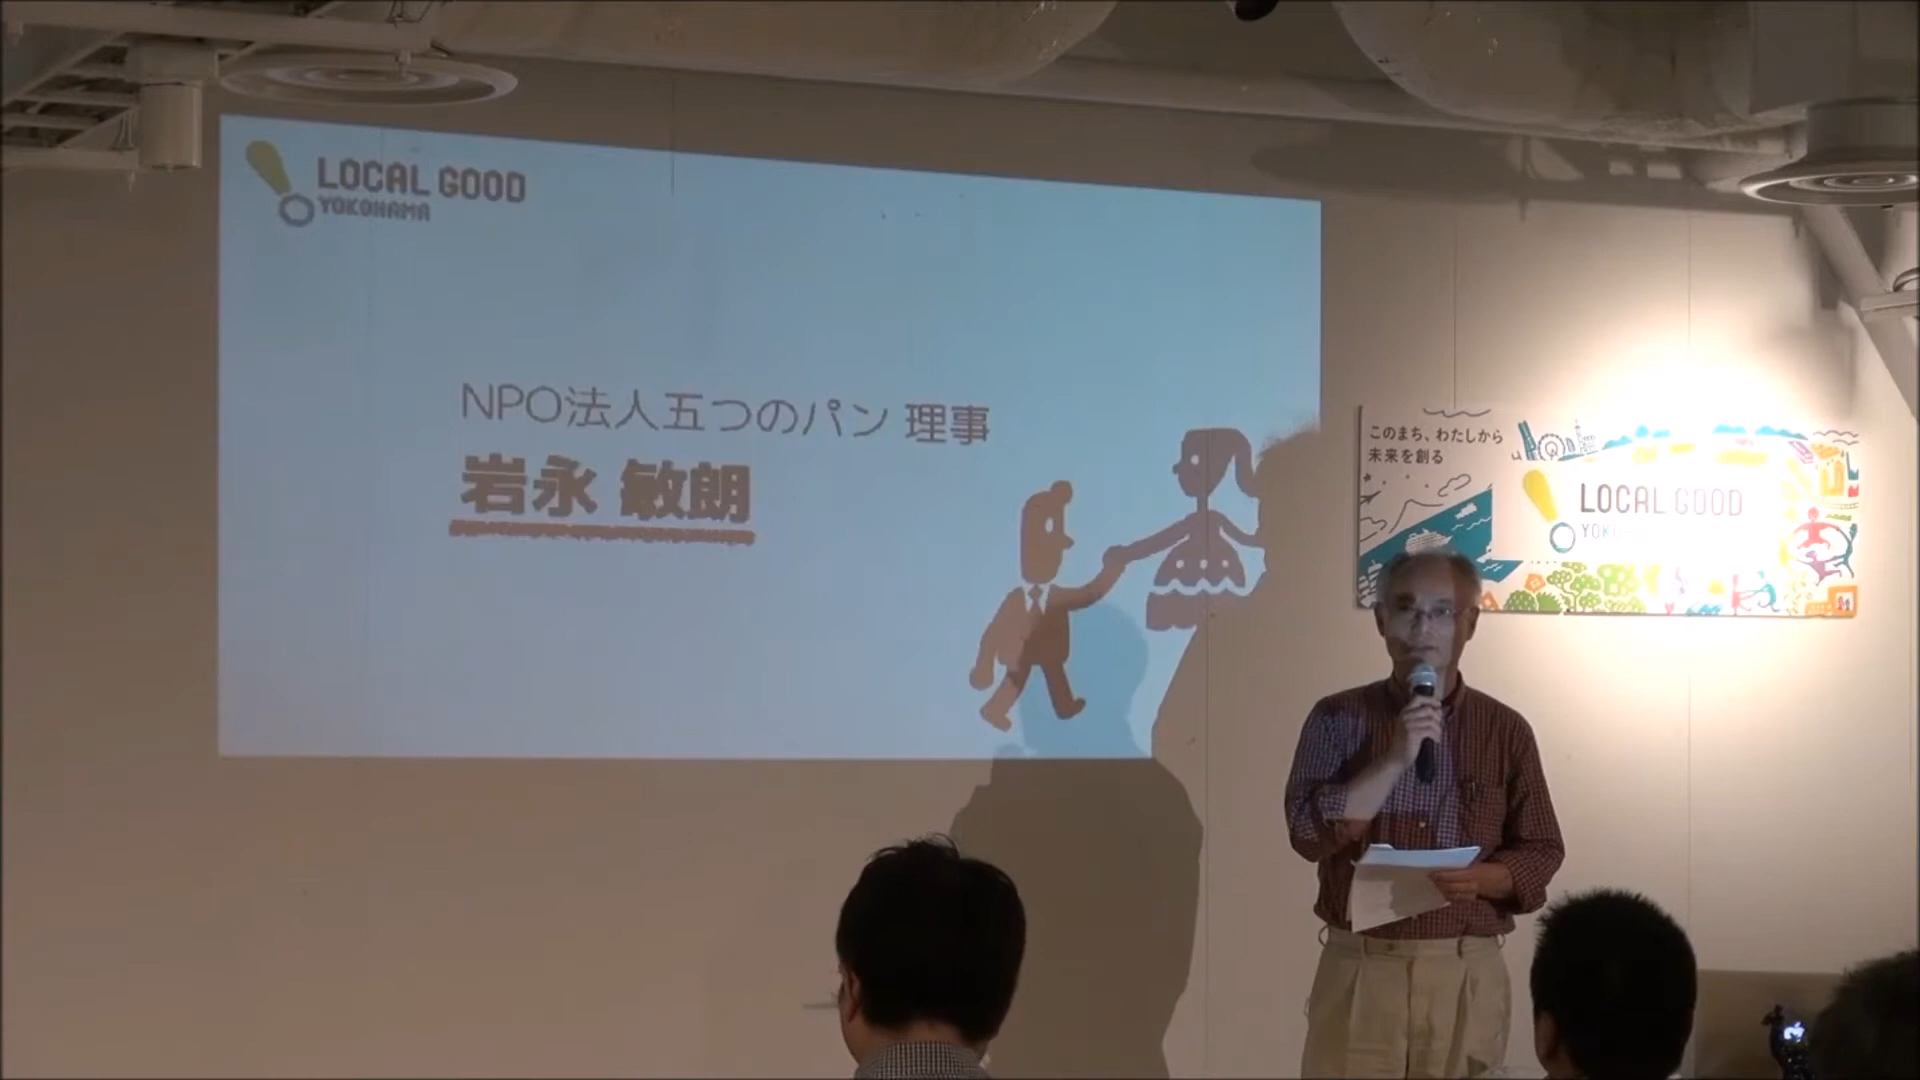 LOCAL GOOD
YOKOHAMA
NPO法人五つのパン 理事
岩永 敏朗
このまち、わたしから
未来を創る
LOCAL GOOD